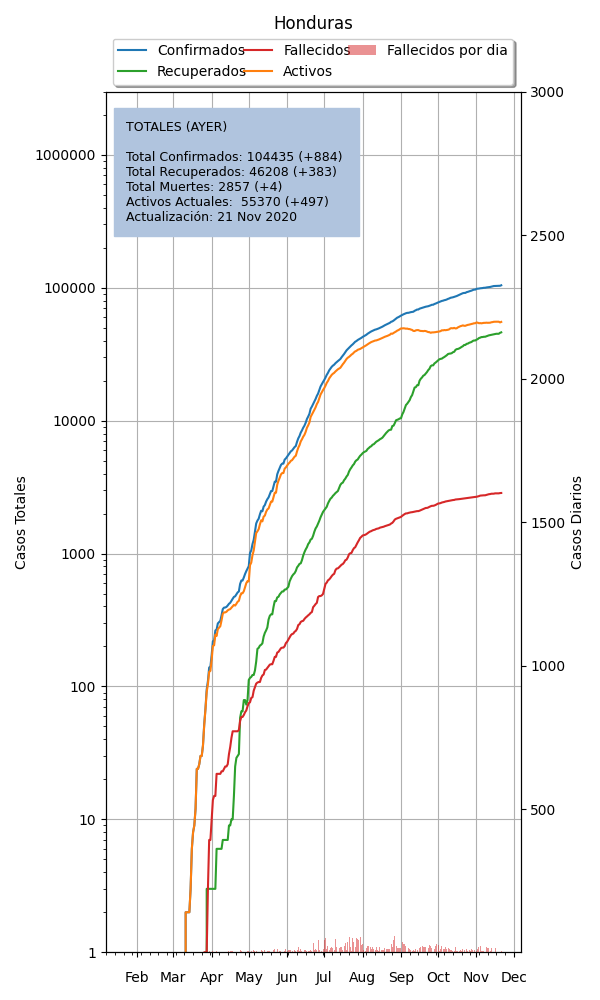 Honduras
Confirmados
Recuperados
Fallecidos
Activos
Fallecidos por dia
TOTALES (AYER)
Total Confirmados: 104435 (+884)
Total Recuperados: 46208 (+383)
Total Muertes: 2857 (+4)
Activos Actuales:  55370 (+497)
Actualización: 21 Nov 2020
Casos Totales
1000000
100000
10000
1000
100
10
1
Casos Diarios
3000
2500
2000
1500
1000
500
Feb Mar Apr May Jun Jul Aug Sep Oct Nov Dec